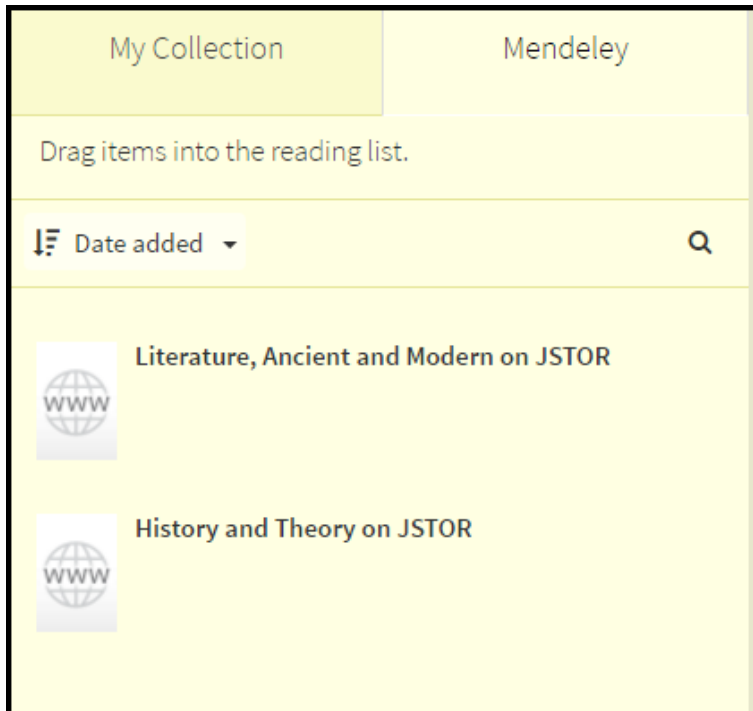 My Collection Mendeley
Drag items into the reading list.
Date added
Literature, Ancient and Modern on JSTOR
www
History and Theory on JSTOR
www